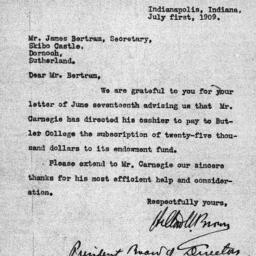 Indianapolis, Indiana.
July first, 1909.
Mr. James Bertram, Secretary,
Skibo Castle.
Dornoch,
Sutherland.
Dear Mr. Bertram,
We are grateful to you for your
letter of June seventeenth advising us that Mr.
Carnegie has directed his cashier to pay to But-
ler College the subscription of twenty-five thou-
sand dollars to its endowment fund.
Please extend to Mr. Carnegie our sincere
thanks for his most efficient help and consider-
ation.
Respectfully yours,
Hilton U. Brown
President Board of Directors